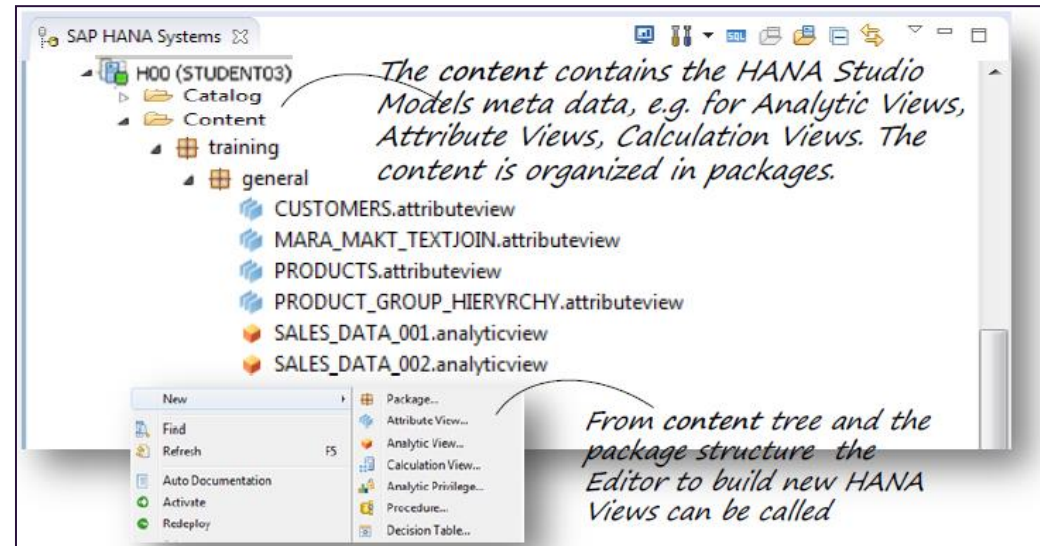 SAP HANA Systems
SQL
H00 (STUDENT03)
Catalog
Content
training
general
CUSTOMERS.attributeview
MARA_MAKT_TEXTJOIN.attributeview
PRODUCTS.attributeview
PRODUCT_GROUP_HIERYRCHY.attributeview
SALES_DATA_001.analyticview
SALES_DATA_002.analyticview
The content contains the HANA Studio
Models meta data, e.g. for Analytic Views,
Attribute Views, Calculation Views. The
content is organized in packages.
New
Find
Refresh F5
Auto Documentation
Activate
Redeploy
Package...
Attribute View...
Analytic View...
Calculation View...
Analytic Privilege...
Procedure...
Decision Table...
From content tree and the
package structure the
Editor to build new HANA
Views can be called